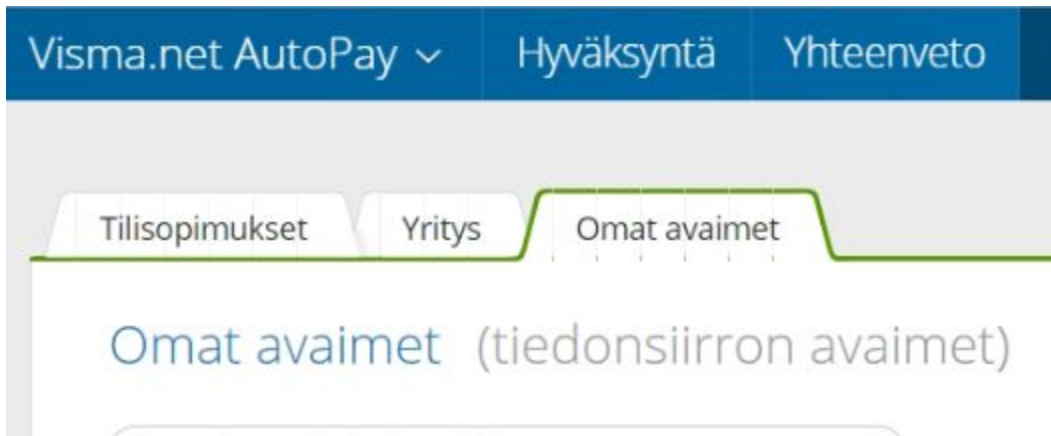 Visma.net AutoPay Hyväksyntä Yhteenveto
Tilisopimukset Yritys Omat avaimet
Omat avaimet (tiedonsiirron avaimet)